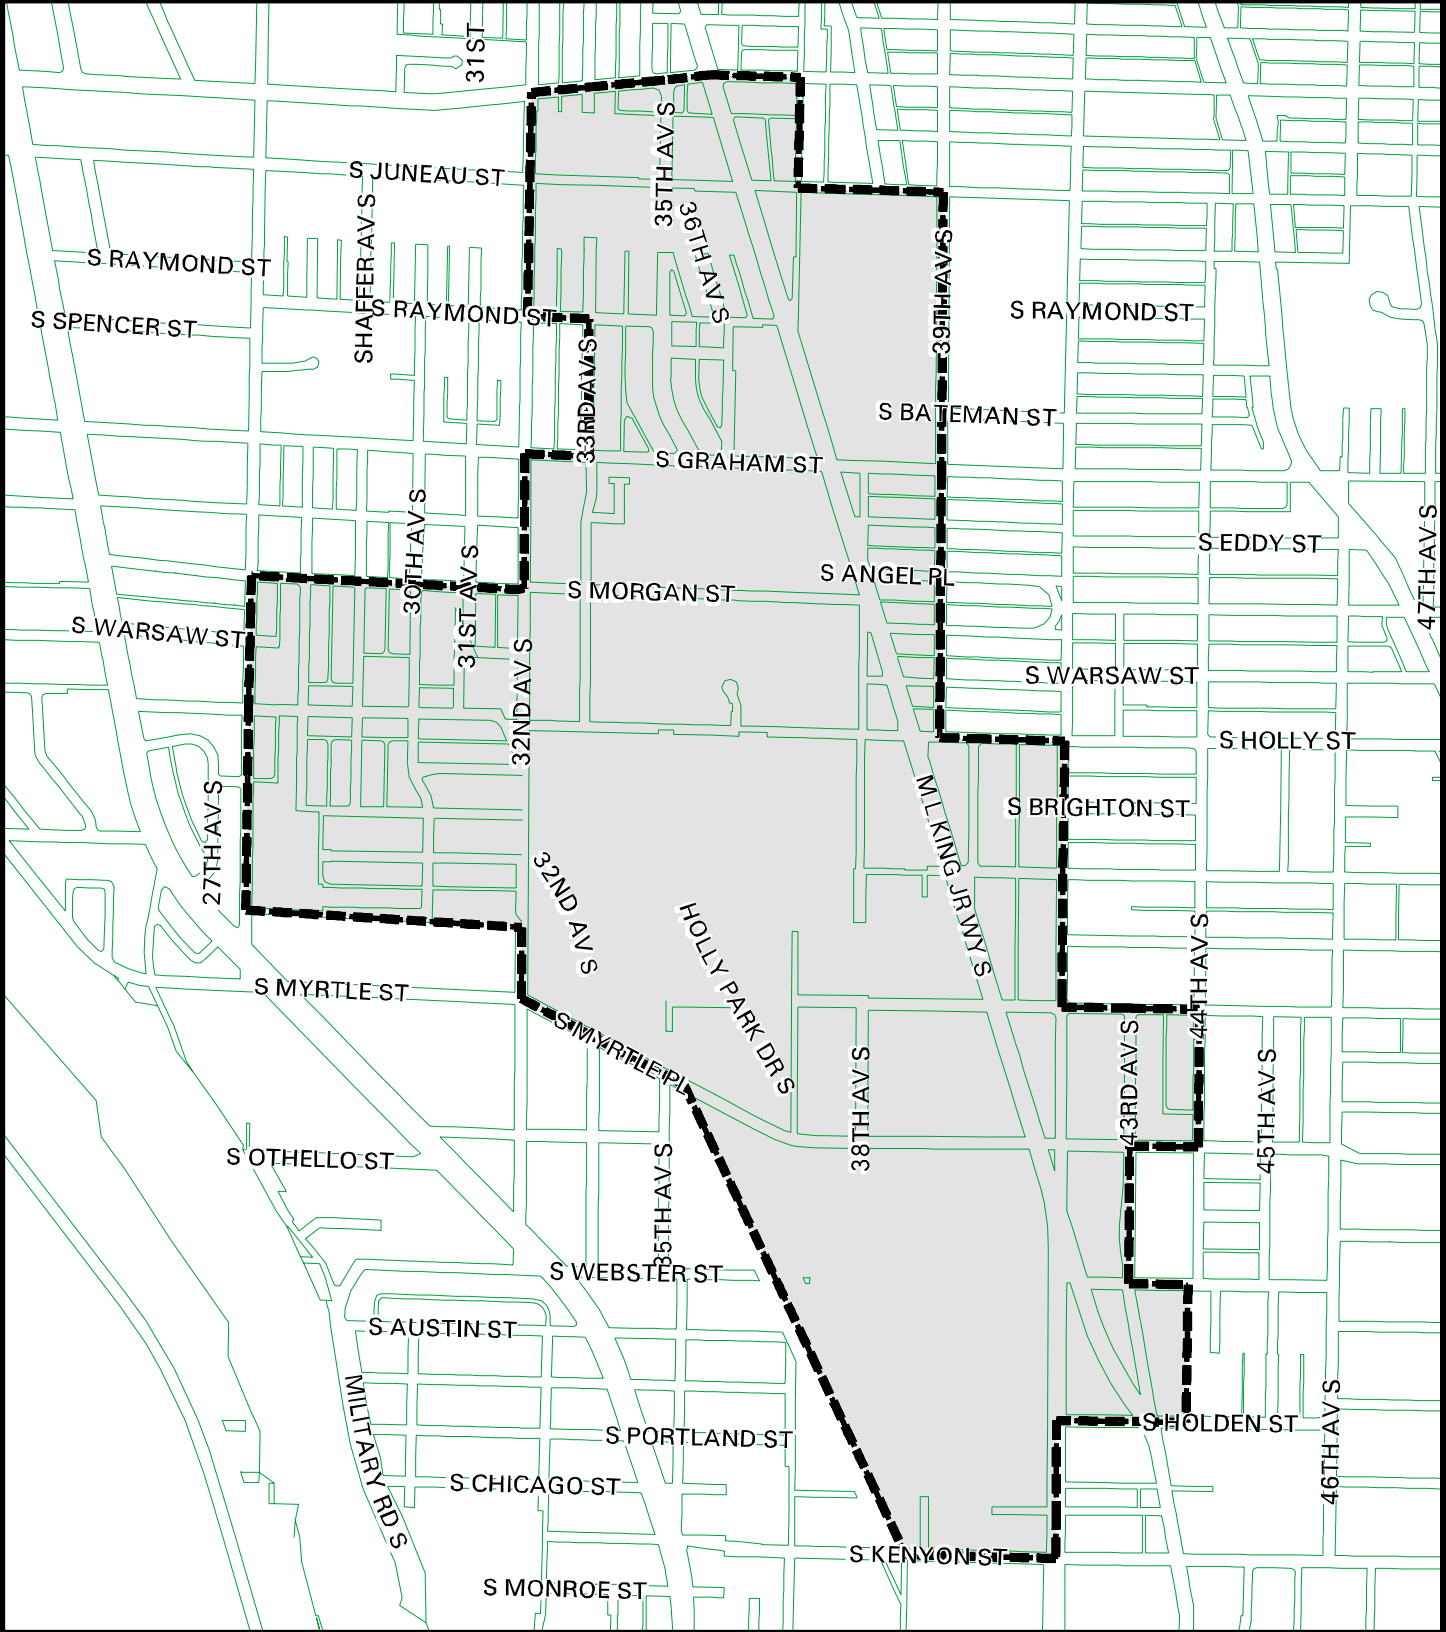 31ST
S JUNEAU ST
35TH AV S
SHAFFER AV S
36TH AV S
S RAYMOND ST
39TH AV S
S RAYMOND ST
S RAYMOND ST
S SPENCER ST
33RD AV S
S BATEMAN ST
S GRAHAM ST
30TH AV S
47TH AV S
S EDDY ST
31ST AV S
S ANGEL PL
S MORGAN ST
S WARSAW ST
32ND AV S
S WARSAW ST
S HOLLY ST
27TH AV S
M L KING JR WY S
S BRIGHTON ST
32ND AV S
HOLLY PARK DR S
44TH AV S
S MYRTLE ST
S MYRTLE PL
43RD AV S
38TH AV S
45TH AV S
S OTHELLO ST
35TH AV S
S WEBSTER ST
S AUSTIN ST
MILITARY RD S
46TH AV S
S HOLDEN ST
S PORTLAND ST
S CHICAGO ST
S KENYON ST
S MONROE ST